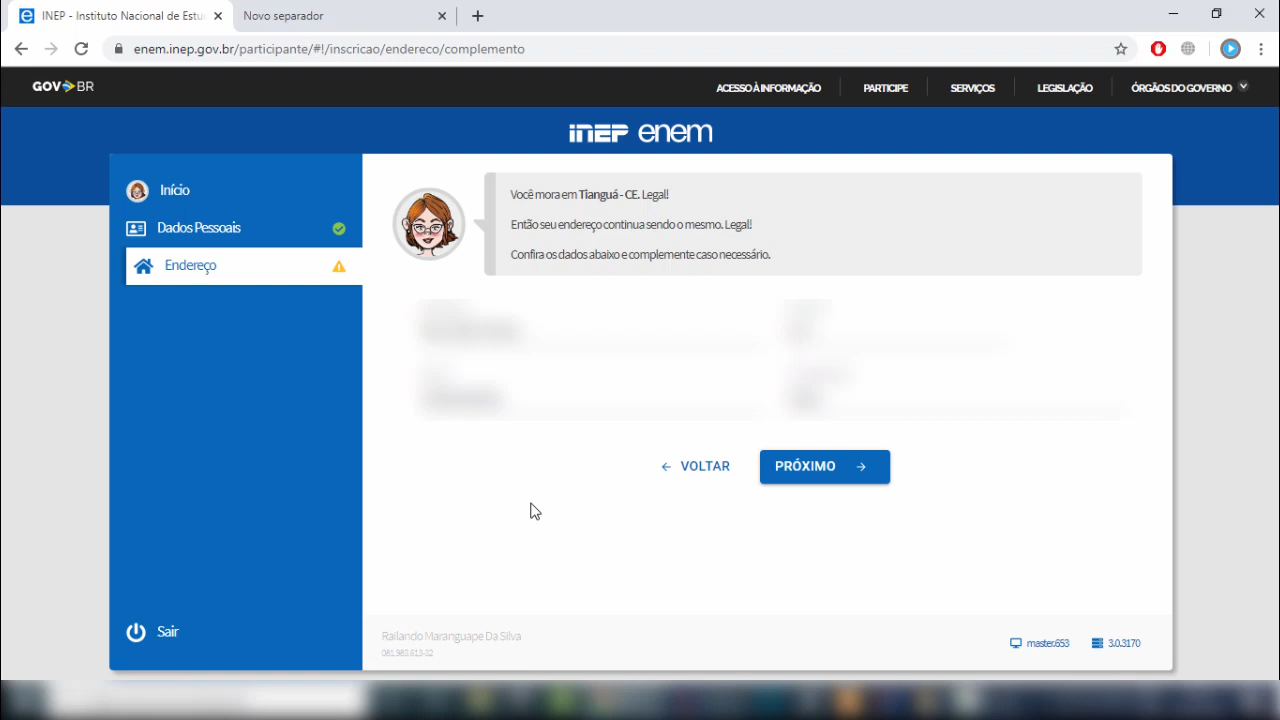 INEP - Instituto Nacional de Estu
Novo separador
enem.inep.gov.br/participante/#!/inscricao/endereco/complemento
GOV BR
ACESSO À INFORMAÇÃO
PARTICIPE
SERVIÇOS
LEGISLAÇÃO
ÓRGÃOS DO GOVERNO
INEP enem
Início
Dados Pessoais
Endereço
Você mora em Tianguá - CE. Legal!
Então seu endereço continua sendo o mesmo. Legal!
Confira os dados abaixo e complemente caso necessário.
VOLTAR
PRÓXIMO
Sair
Railando Maranguape Da Silva
master.653
3.0.3170